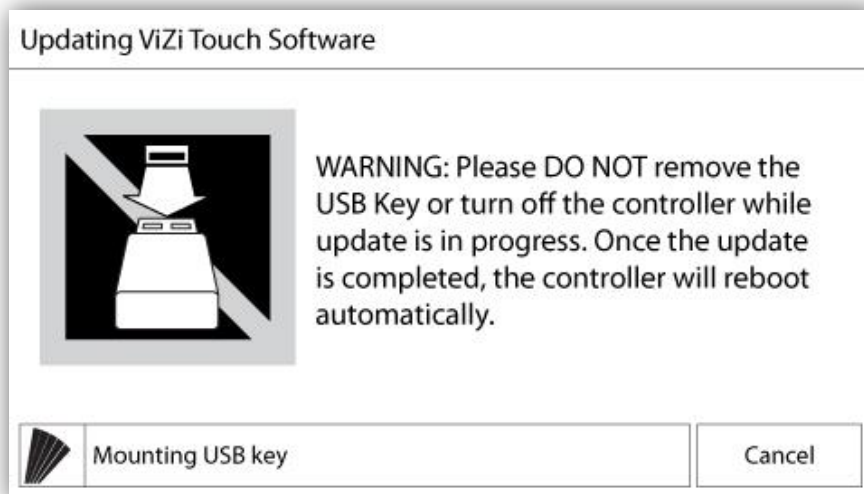 Updating ViZi Touch Software
WARNING: Please DO NOT remove the
USB Key or turn off the controller while
update is in progress. Once the update
is completed, the controller will reboot
automatically.
Mounting USB key
Cancel